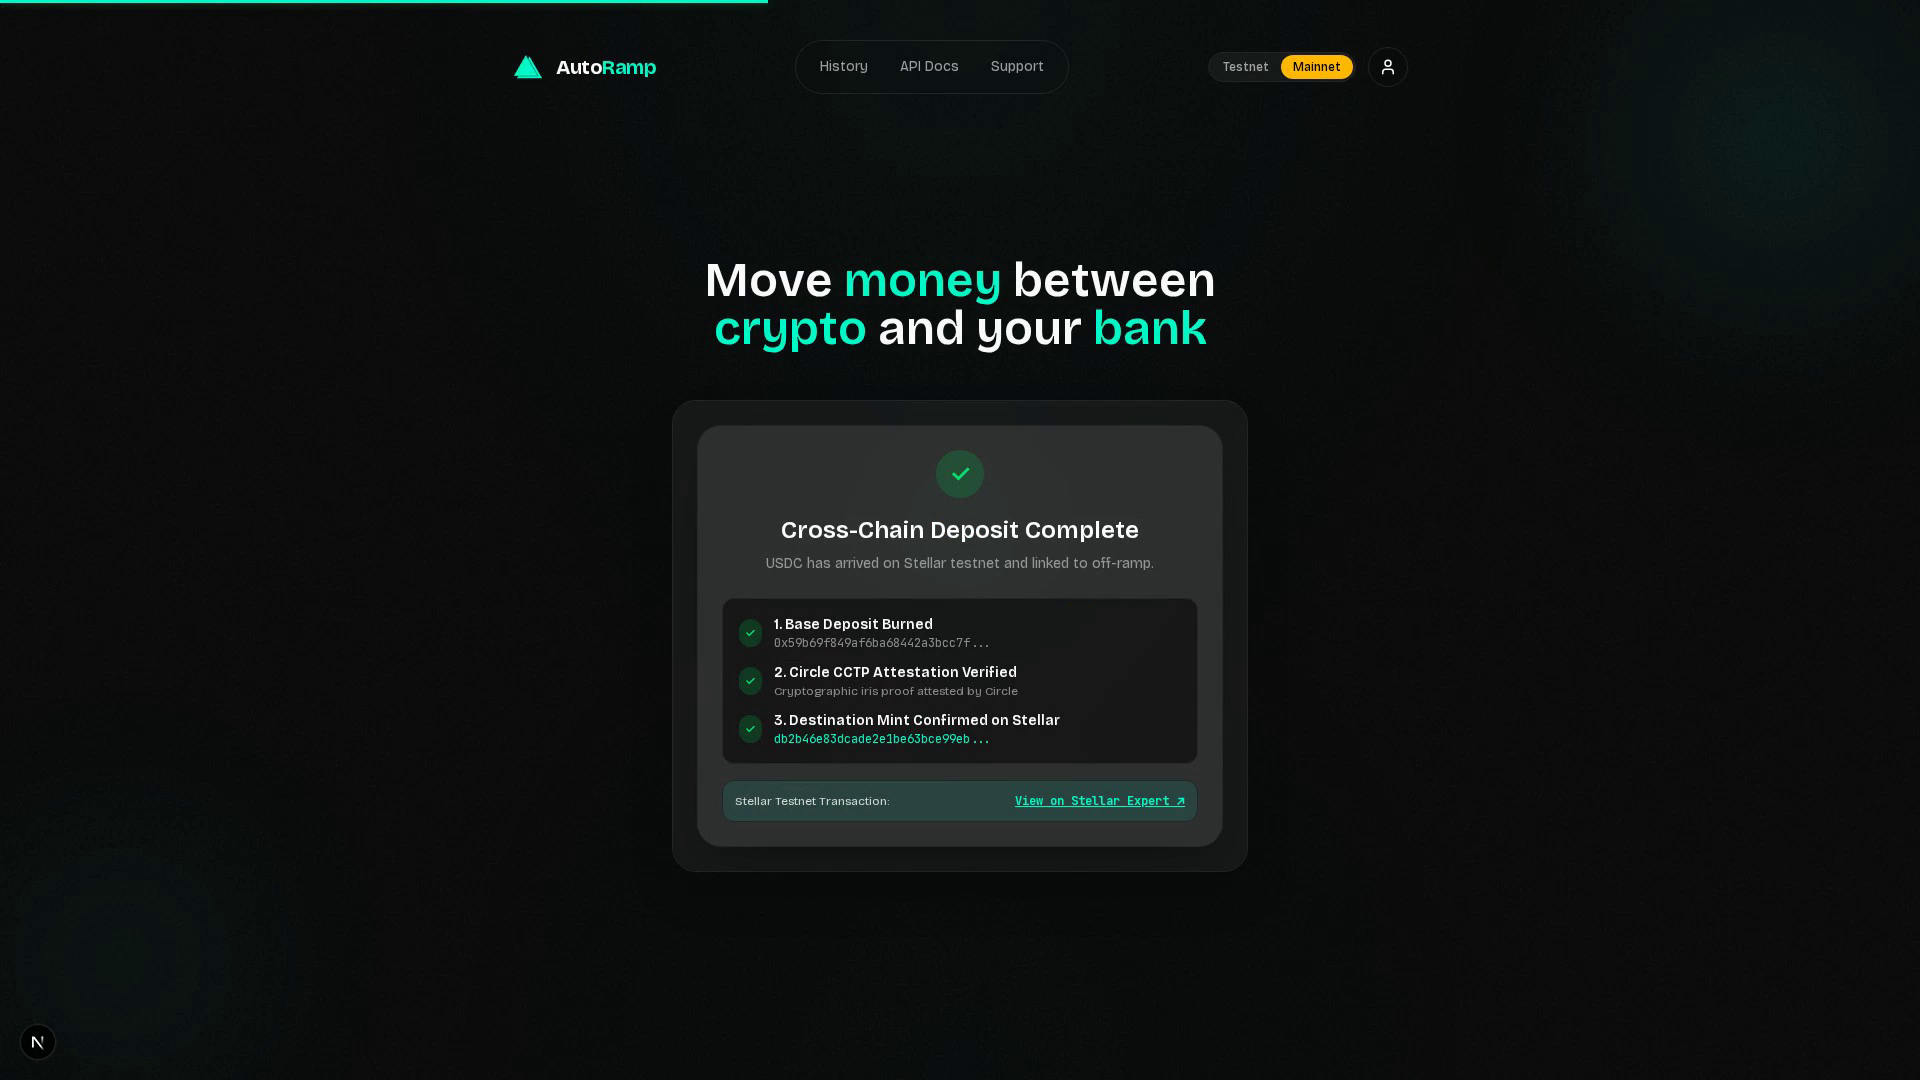 AutoRamp
History
API Docs
Support
Testnet
Mainnet
Move money between
crypto and your bank
Cross-Chain Deposit Complete
USDC has arrived on Stellar testnet and linked to off-ramp.
1. Base Deposit Burned
0x59b69f849af6ba68442a3bcc7f...
2. Circle CCTP Attestation Verified
Cryptographic iris proof attested by Circle
3. Destination Mint Confirmed on Stellar
db2b46e83dcade2e1be63bce99eb...
Stellar Testnet Transaction:
View on Stellar Expert ↗
N